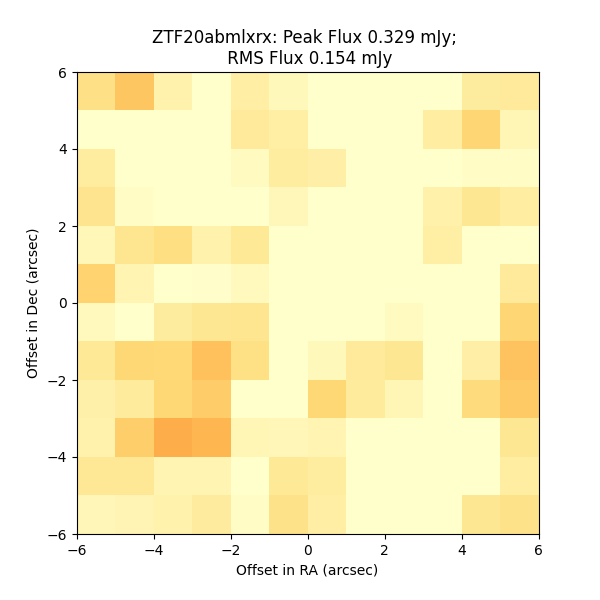 ZTF20abmlxrx: Peak Flux 0.329 mJy;
RMS Flux 0.154 mJy
6
4
2
0
−2
−4
−6
Offset in Dec (arcsec)
−6 −4 −2 0 2 4 6
Offset in RA (arcsec)